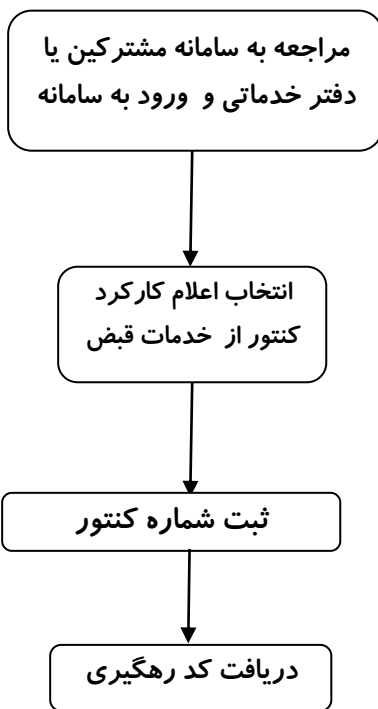 مراجعه به سامانه مشترکین یا
دفتر خدماتی و ورود به سامانه
انتخاب اعلام کارکرد
کنتور از خدمات قبض
ثبت شماره کنتور
دریافت کد رهگیری